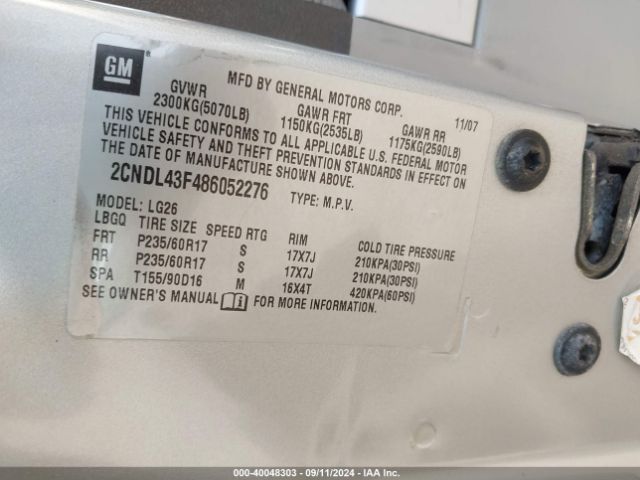 GM
MFD BY GENERAL MOTORS CORP.
11/07
GVWR GAWR FRT GAWR RR
2300KG(5070LB) 1150KG(2535LB) 1175KG(2590LB)
THIS VEHICLE CONFORMS TO ALL APPLICABLE U.S. FEDERAL MOTOR
VEHICLE SAFETY AND THEFT PREVENTION STANDARDS IN EFFECT ON
THE DATE OF MANUFACTURE SHOWN ABOVE.
2CNDL43F486052276 TYPE: M.P.V.
MODEL: LG26
LBGQ TIRE SIZE SPEED RTG RIM COLD TIRE PRESSURE
FRT P235/60R17 S 17X7J 210KPA(30PSI)
RR P235/60R17 S 17X7J 210KPA(30PSI)
SPA T155/90D16 M 16X4T 420KPA(60PSI)
SEE OWNER'S MANUAL FOR MORE INFORMATION.
000-40048303 - 09/11/2024 - IAA Inc.